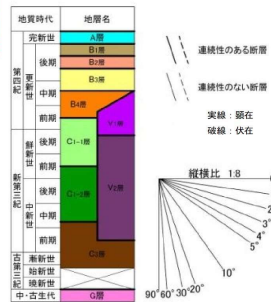 地質時代 地層名
第四紀
完新世 A層
更新世
後期 B1層
B2層
B3層
中期 B4層
前期 V1層
新第三紀
鮮新世
後期 C1-1層
前期
中新世
後期 C1-2層 V2層
中期
前期 C2層
古第三紀
漸新世
始新世
暁新世
中・古生代 G層
連続性のある断層
連続性のない断層
実線：顕在
破線：伏在
縦横比 1:8
2°
3°
4°
5°
10°
20°
30°
60°
90°